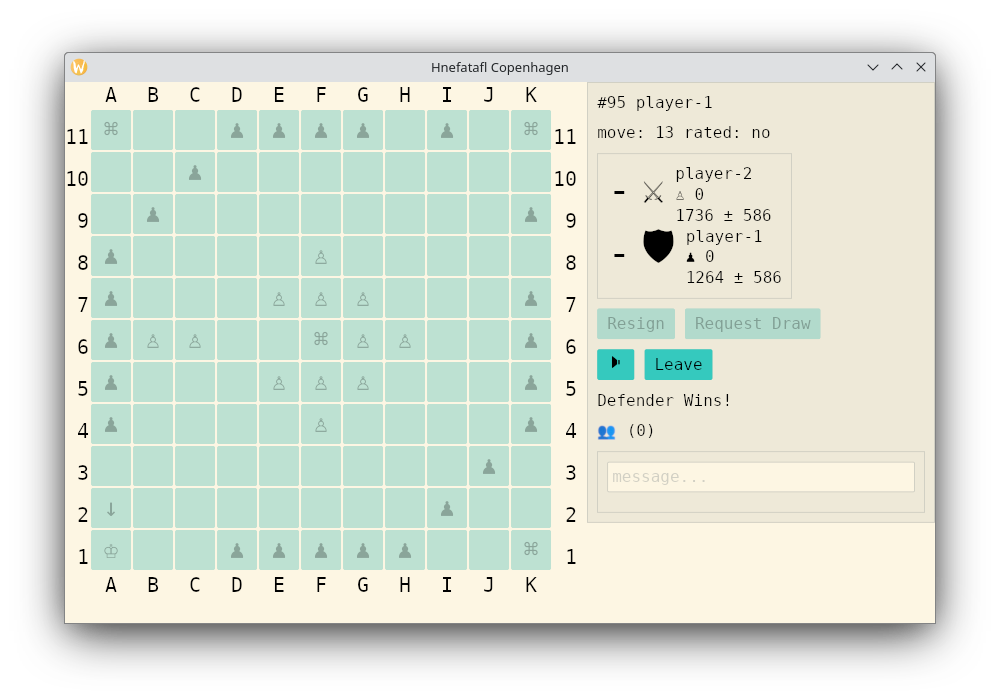 W Hnefatafl Copenhagen
A B C D E F G H I J K
11 ⌘ ♟ ♟ ♟ ♟ ♟ ⌘ 11
10 ♟ 10
9 ♟ ♟ 9
8 ♟ ♙ 8
7 ♟ ♙ ♙ ♙ ♟ 7
6 ♟ ♙ ♙ ⌘ ♙ ♙ ♟ 6
5 ♟ ♙ ♙ ♙ ♟ 5
4 ♟ ♙ ♟ 4
3 ♟ 3
2 ↓ ♟ 2
1 ♔ ♟ ♟ ♟ ♟ ♟ ⌘ 1
A B C D E F G H I J K
#95 player-1
move: 13 rated: no
player-2
- ⚔ ♙ 0
1736 ± 586
player-1
- ♟ 0
1264 ± 586
Resign Request Draw
Leave
Defender Wins!
👥 (0)
message...